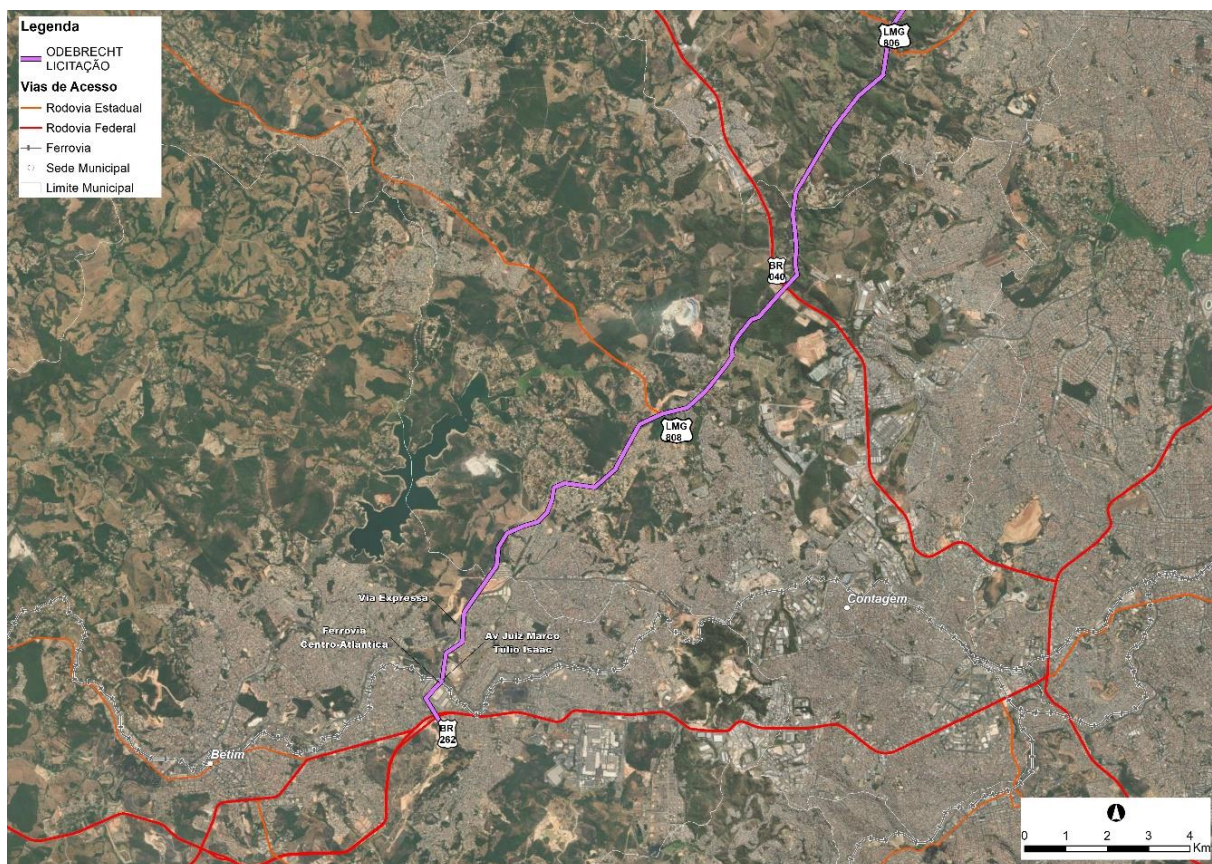 Legenda
ODEBRECHT
LICITAÇÃO
Vias de Acesso
Rodovia Estadual
Rodovia Federal
Ferrovia
Sede Municipal
Limite Municipal
LMG
806
BR
040
LMG
808
Via Expressa
Contagem
Ferrovia
Centro-Atlantica
Av Juiz Marco
Tulio Isaac
BR
262
Betim
0 1 2 3 4
Km